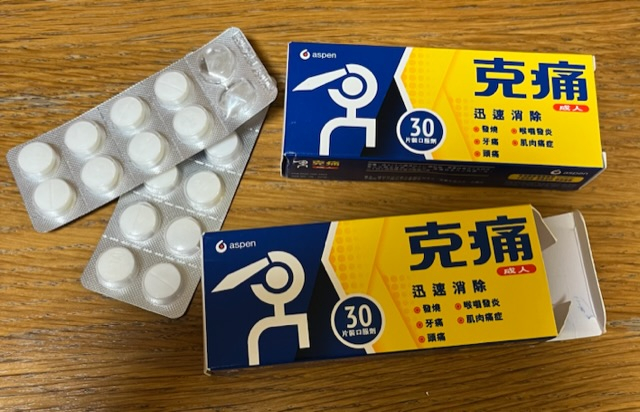 aspen
克痛
成人
迅速消除
發燒 喉嚨發炎
牙痛 肌肉痛症
頭痛
30
片裝口服劑
克痛
aspen
aspen
克痛
成人
迅速消除
發燒 喉嚨發炎
牙痛 肌肉痛症
頭痛
30
片裝口服劑